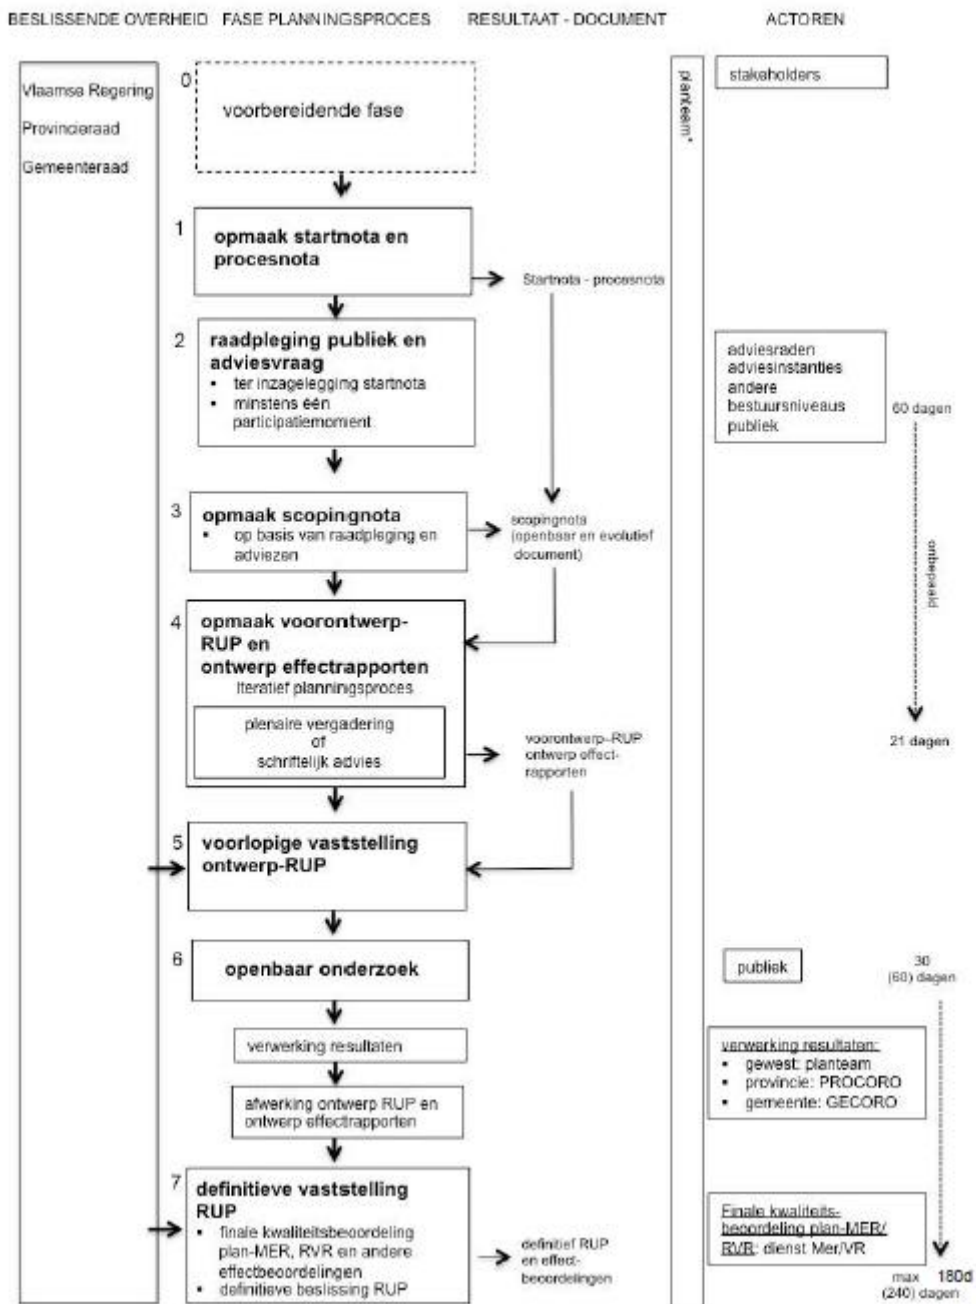 BESLISSENDE OVERHEID FASE PLANNINGSPROCES RESULTAAT - DOCUMENT ACTOREN
Vlaamse Regering
Provincieraad
Gemeenteraad
0
voorbereidende fase
planteam*
stakeholders
1
opmaak startnota en
procesnota
Startnota - procesnota
2
raadpleging publiek en
adviesvraag
▪ ter inzagelegging startnota
▪ minstens één
participatiemoment
adviesraden
adviesinstanties
andere
bestuursniveaus
publiek
60 dagen
3
opmaak scopingnota
▪ op basis van raadpleging en
adviezen
scopingnota
(openbaar en evolutief
document)
onbepaald
4
opmaak voorontwerp-
RUP en
ontwerp effectrapporten
Iteratief planningsproces
plenaire vergadering
of
schriftelijk advies
voorontwerp-RUP
ontwerp effect-
rapporten
21 dagen
5
voorlopige vaststelling
ontwerp-RUP
6
openbaar onderzoek
publiek
30
(60) dagen
verwerking resultaten
verwerking resultaten:
▪ gewest: planteam
▪ provincie: PROCORO
▪ gemeente: GECORO
afwerking ontwerp RUP en
ontwerp effectrapporten
7
definitieve vaststelling
RUP
▪ finale kwaliteitsbeoordeling
plan-MER, RVR en andere
effectbeoordelingen
▪ definitieve beslissing RUP
definitief RUP
en effect-
beoordelingen
Finale kwaliteits-
beoordeling plan-MER/
RVR: dienst Mer/VR
max 180d
(240) dagen